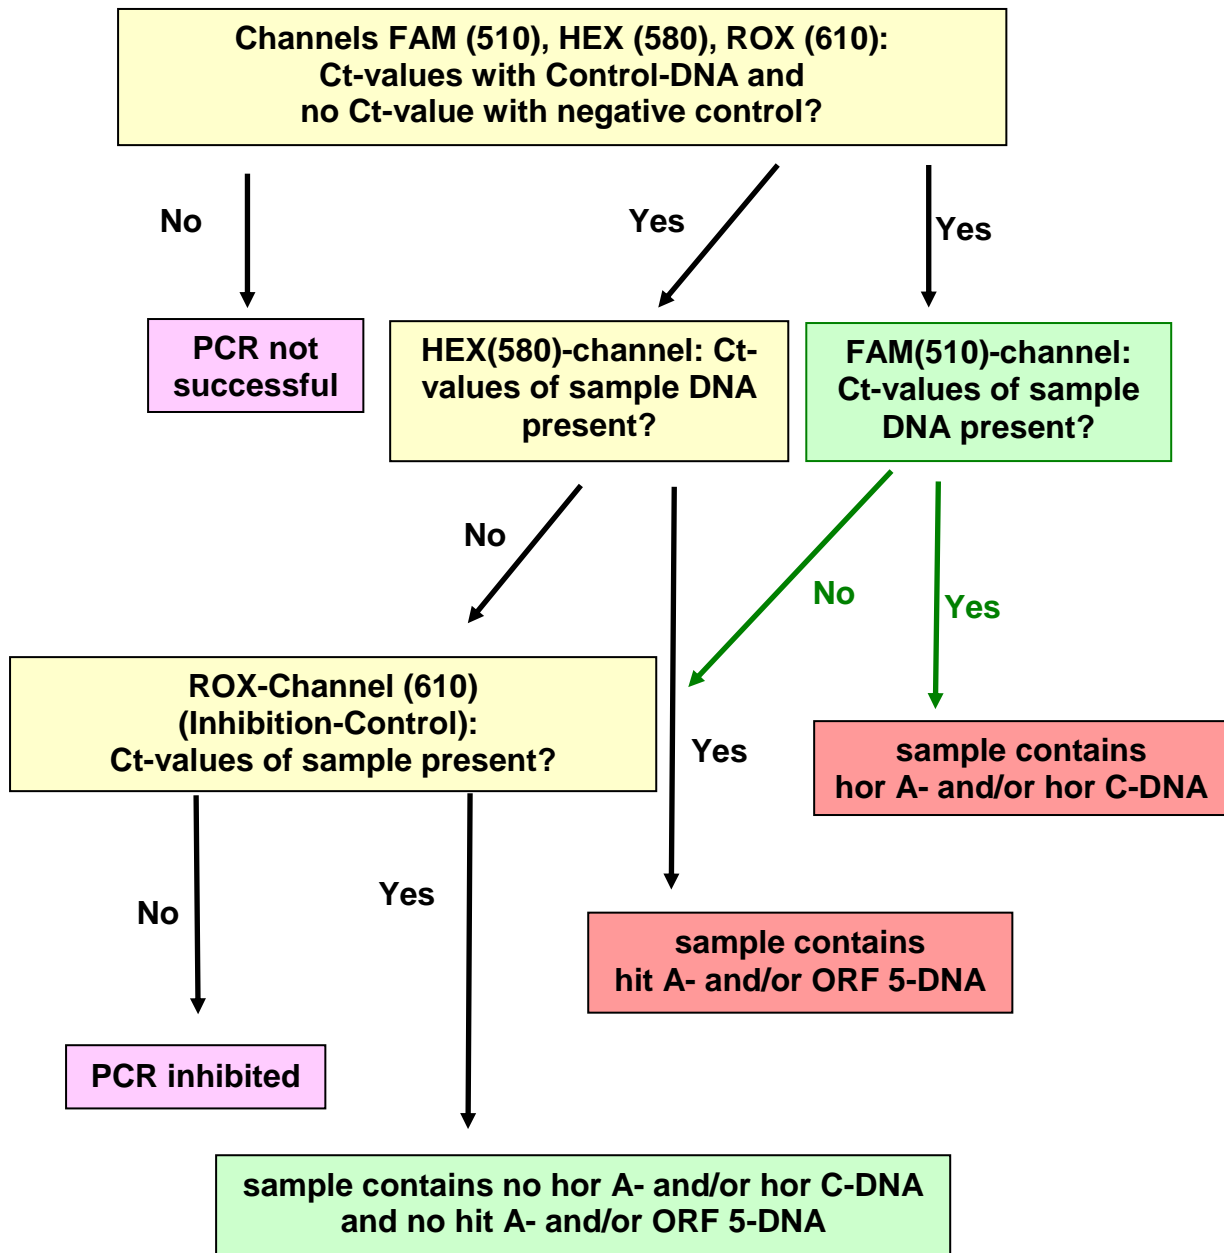 Channels FAM (510), HEX (580), ROX (610):
Ct-values with Control-DNA and
no Ct-value with negative control?
No
Yes
Yes
PCR not
successful
HEX(580)-channel: Ct-
values of sample DNA
present?
FAM(510)-channel:
Ct-values of sample
DNA present?
No
No
Yes
ROX-Channel (610)
(Inhibition-Control):
Ct-values of sample present?
Yes
sample contains
hor A- and/or hor C-DNA
No
Yes
sample contains
hit A- and/or ORF 5-DNA
PCR inhibited
sample contains no hor A- and/or hor C-DNA
and no hit A- and/or ORF 5-DNA